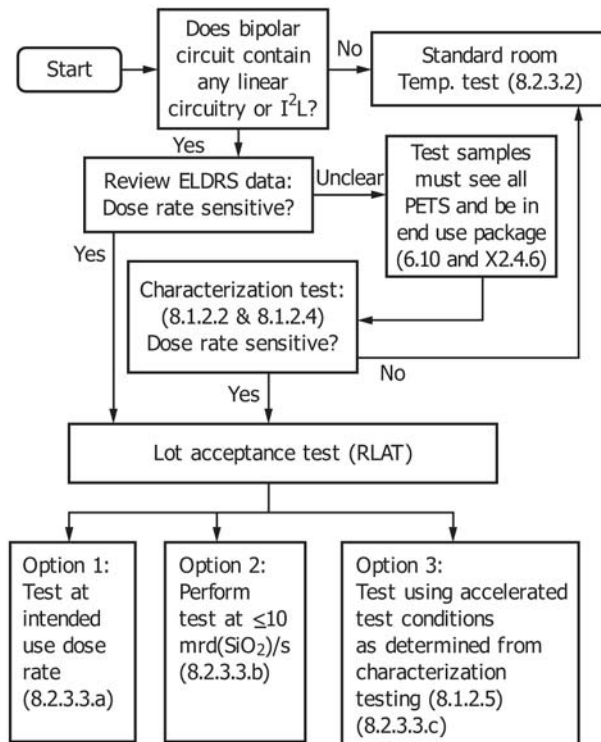 Start
Does bipolar
circuit contain
any linear
circuitry or I²L?
No
Standard room
Temp. test (8.2.3.2)
Yes
Review ELDRS data:
Dose rate sensitive?
Unclear
Test samples
must see all
PETS and be in
end use package
(6.10 and X2.4.6)
Yes
Characterization test:
(8.1.2.2 & 8.1.2.4)
Dose rate sensitive?
No
Yes
Lot acceptance test (RLAT)
Option 1:
Test at
intended
use dose
rate
(8.2.3.3.a)
Option 2:
Perform
test at ≤10
mrd(SiO₂)/s
(8.2.3.3.b)
Option 3:
Test using accelerated
test conditions
as determined from
characterization
testing (8.1.2.5)
(8.2.3.3.c)